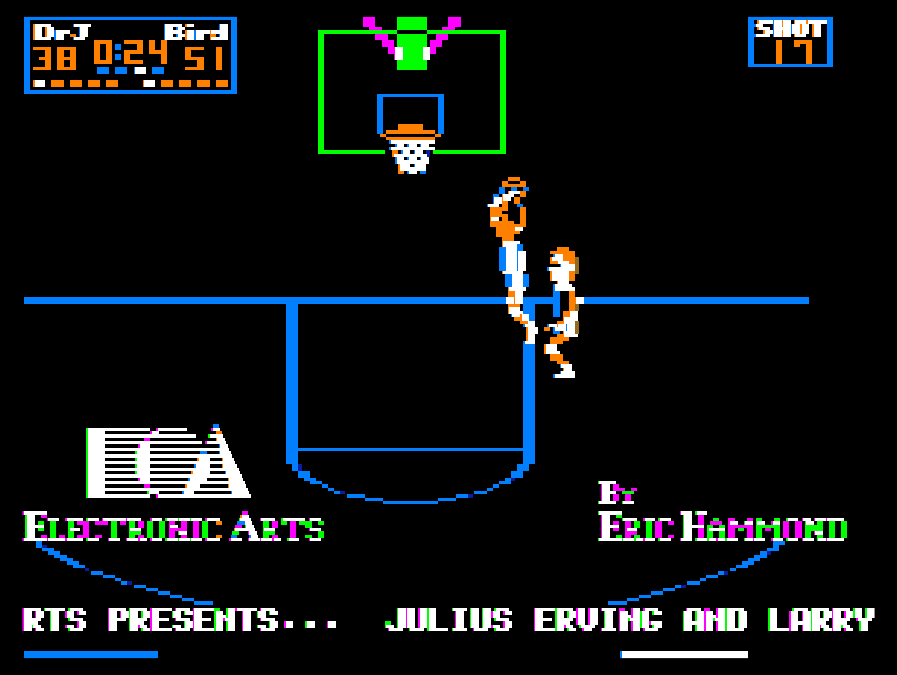 DrJ Bird
38 0:24 51
SHOT
17
ECA
ELECTRONIC ARTS
BY
ERIC HAMMOND
RTS PRESENTS... JULIUS ERVING AND LARRY